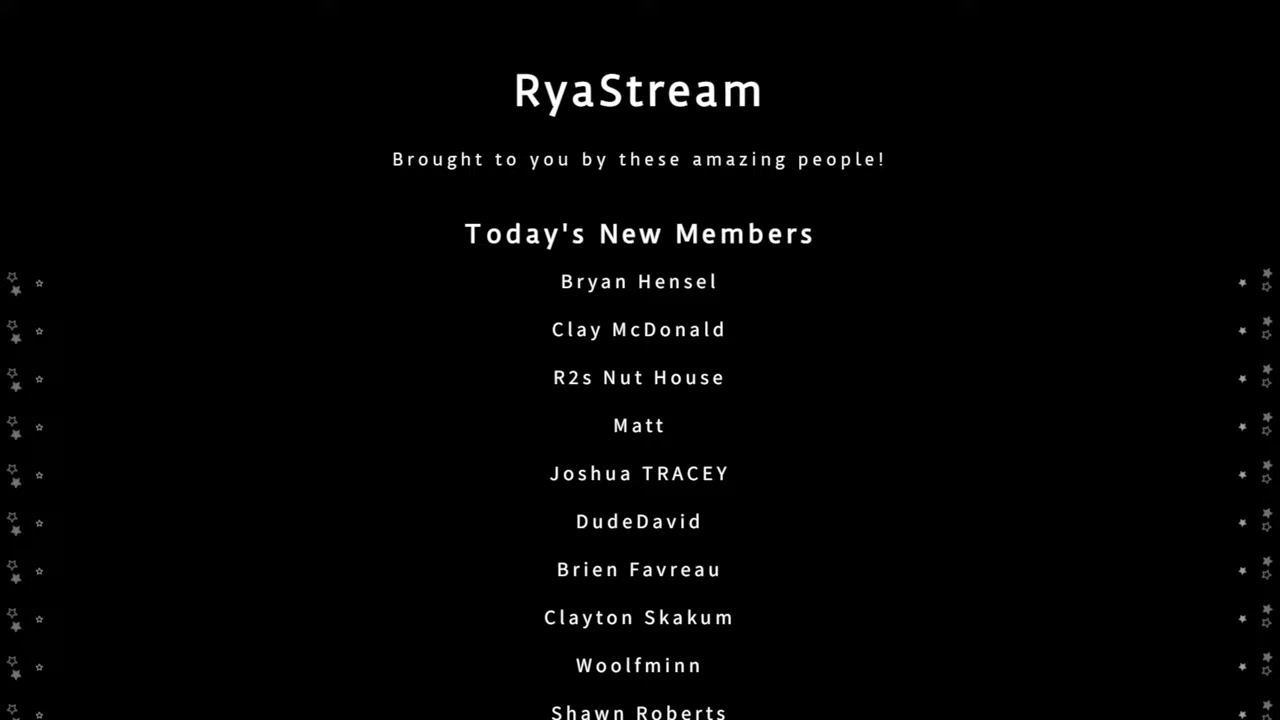 RyaStream
Brought to you by these amazing people!
Today's New Members
Bryan Hensel
Clay McDonald
R2s Nut House
Matt
Joshua TRACEY
DudeDavid
Brien Favreau
Clayton Skakum
Woolfminn
Shawn Roberts